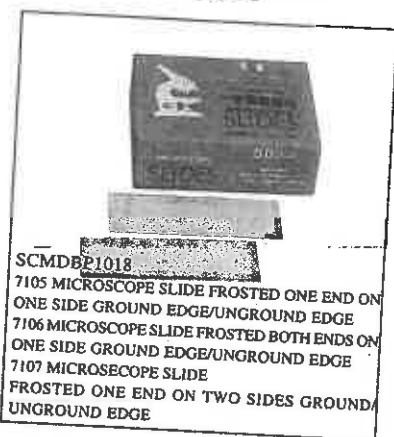 SLIDES
50
SCMDBP1018
7105 MICROSCOPE SLIDE FROSTED ONE END ON
ONE SIDE GROUND EDGE/UNGROUND EDGE
7106 MICROSCOPE SLIDE FROSTED BOTH ENDS ON
ONE SIDE GROUND EDGE/UNGROUND EDGE
7107 MICROSECOPE SLIDE
FROSTED ONE END ON TWO SIDES GROUND/
UNGROUND EDGE